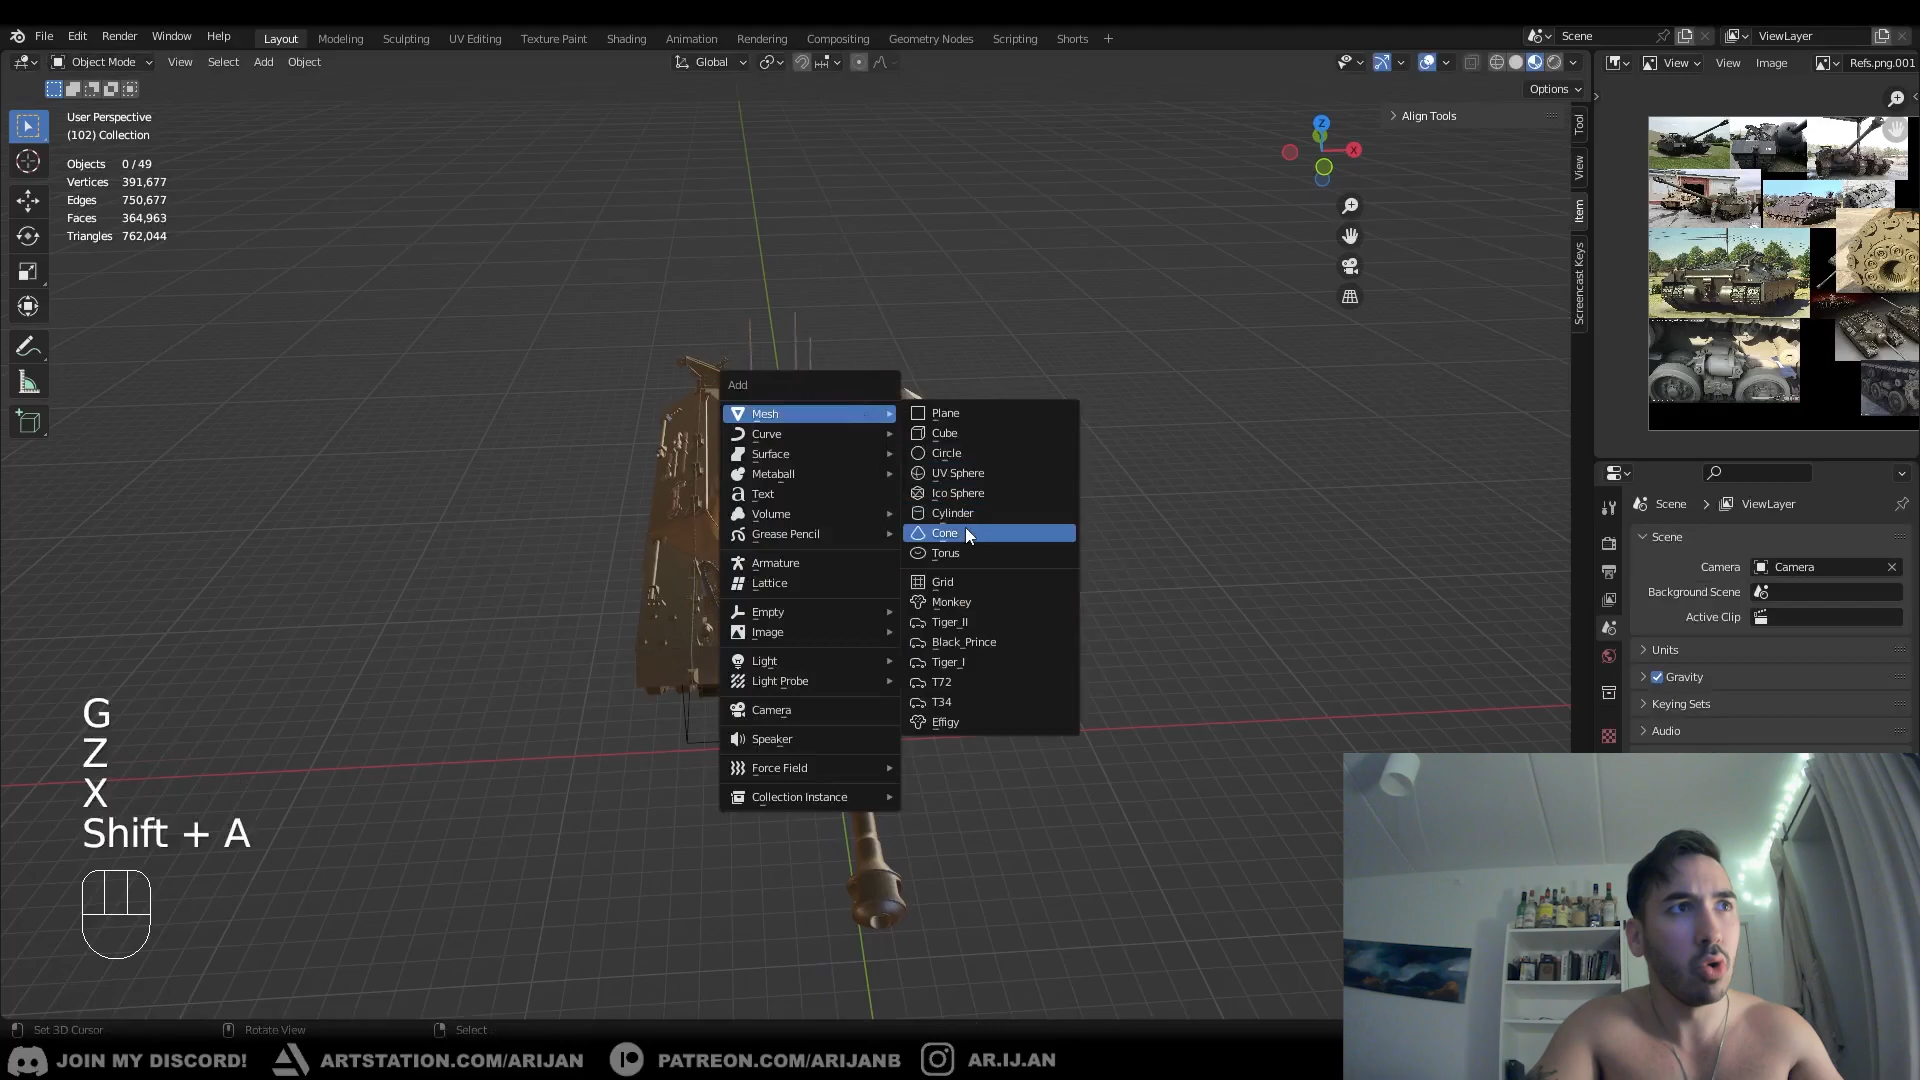 File Edit Render Window Help
Layout Modeling Sculpting UV Editing Texture Paint Shading Animation Rendering Compositing Geometry Nodes Scripting Shorts +
Scene
ViewLayer
Object Mode View Select Add Object
Global
View View Image Refs.png.001
Options
User Perspective
(102) Collection
Objects 0 / 49
Vertices 391,677
Edges 750,677
Faces 364,963
Triangles 762,044
Align Tools
Tool
View
Item
Screencast Keys
Z
X
Add
Mesh
Curve
Surface
Metaball
Text
Volume
Grease Pencil
Armature
Lattice
Empty
Image
Light
Light Probe
Camera
Speaker
Force Field
Collection Instance
Plane
Cube
Circle
UV Sphere
Ico Sphere
Cylinder
Cone
Torus
Grid
Monkey
Tiger_II
Black_Prince
Tiger_I
T72
T34
Effigy
Scene ViewLayer
Scene
Camera Camera
Background Scene
Active Clip
Units
Gravity
Keying Sets
Audio
G
Z
X
Shift + A
Set 3D Cursor Rotate View Select
JOIN MY DISCORD! ARTSTATION.COM/ARIJAN PATREON.COM/ARIJANB AR.IJ.AN